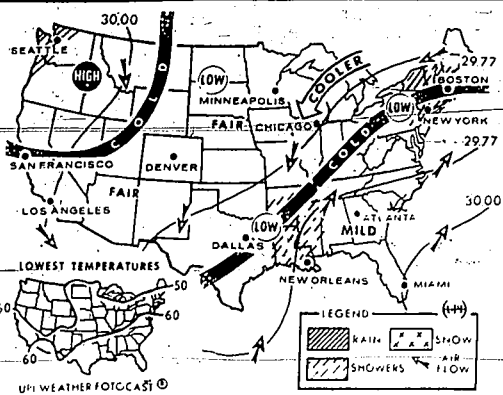 30.00
SEATTLE
HIGH
LOW
MINNEAPOLIS
COOLER
29.77
BOSTON
LOW
NEW YORK
FAIR
CHICAGO
COLD
29.77
COLD
SAN FRANCISCO
DENVER
FAIR
LOS ANGELES
30.00
ATLANTA
MILD
LOW
DALLAS
NEW ORLEANS
MIAMI
LOWEST TEMPERATURES
50
60
60
LEGEND
RAIN
SNOW
SHOWERS
AIR
FLOW
UPI WEATHER FOTOCAST ®